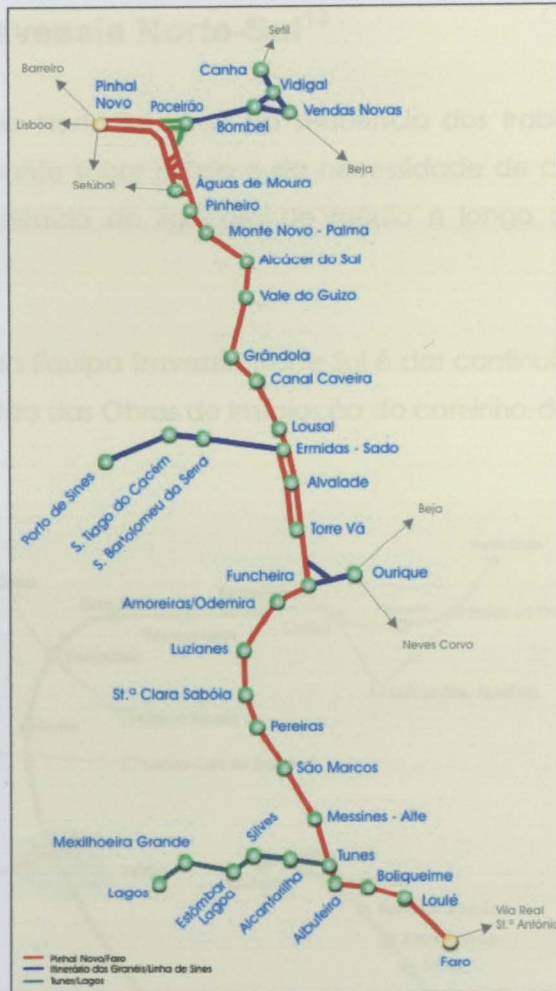 Setil
Canha
Barreiro
Vidigal
Pinhal
Novo
Poceirão
Lisboa
Bombel
Vendas Novas
Beja
Setúbal
Águas de Moura
Pinheiro
Monte Novo - Palma
Alcácer do Sal
Vale do Guizo
Grândola
Canal Caveira
Lousal
Ermidas - Sado
Porto de Sines
S. Tiago do Cacém
S. Bartolomeu da Serra
Alvalade
Torre Vã
Beja
Funcheira
Ourique
Amoreiras/Odemira
Neves Corvo
Luzianes
St.ª Clara Sabóia
Pereiras
São Marcos
Messines - Alte
Mexilhoeira Grande
Silves
Tunes
Lagos
Estômbar
Lagoa
Alcantarilha
Albufeira
Boliqueime
Loulé
Vila Real
St.º António
Faro
Pinhal Novo/Faro
Itinerário dos Granéis/Linha de Sines
Tunes/Lagos